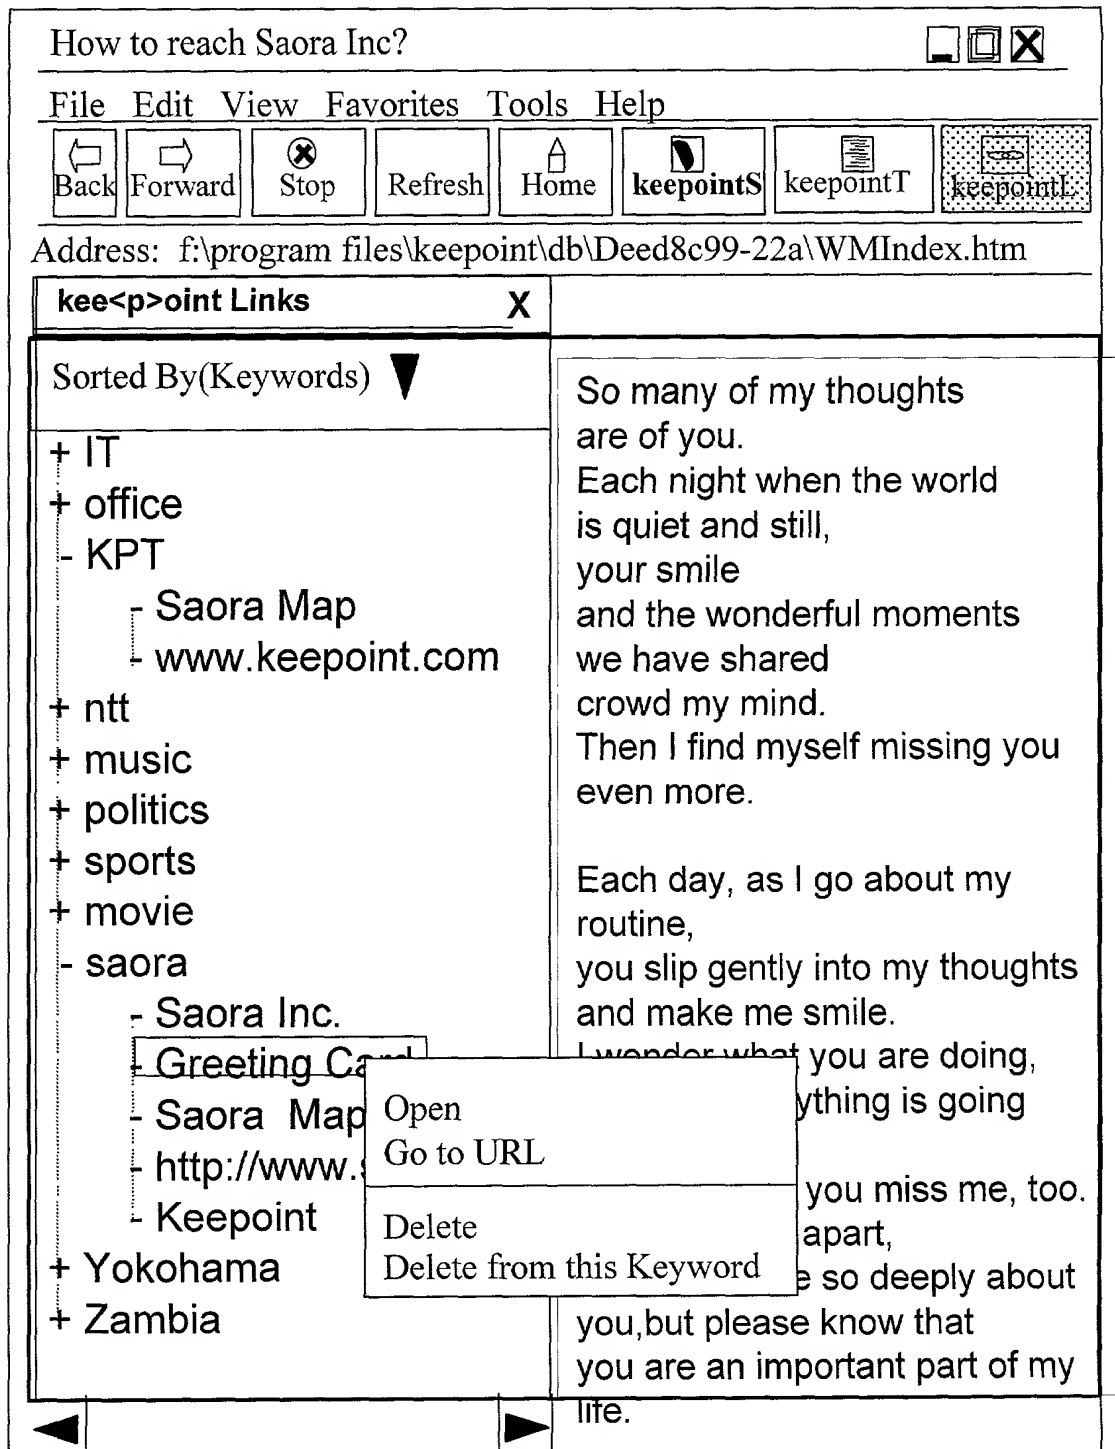 How to reach Saora Inc?
File Edit View Favorites Tools Help
Back Forward Stop Refresh Home keepointS keepointT keepointL
Address: f:\program files\keepoint\db\Deed8c99-22a\WMIndex.htm
kee<p>oint Links X
Sorted By(Keywords)
+ IT
+ office
- KPT
- Saora Map
- www.keepoint.com
+ ntt
+ music
+ politics
+ sports
+ movie
- saora
- Saora Inc.
- Greeting Card
- Saora Map
- http://www.
- Keepoint
+ Yokohama
+ Zambia
Open
Go to URL
Delete
Delete from this Keyword
So many of my thoughts
are of you.
Each night when the world
is quiet and still,
your smile
and the wonderful moments
we have shared
crowd my mind.
Then I find myself missing you
even more.
Each day, as I go about my
routine,
you slip gently into my thoughts
and make me smile.
I wonder what you are doing,
ything is going
you miss me, too.
apart,
e so deeply about
you,but please know that
you are an important part of my
life.